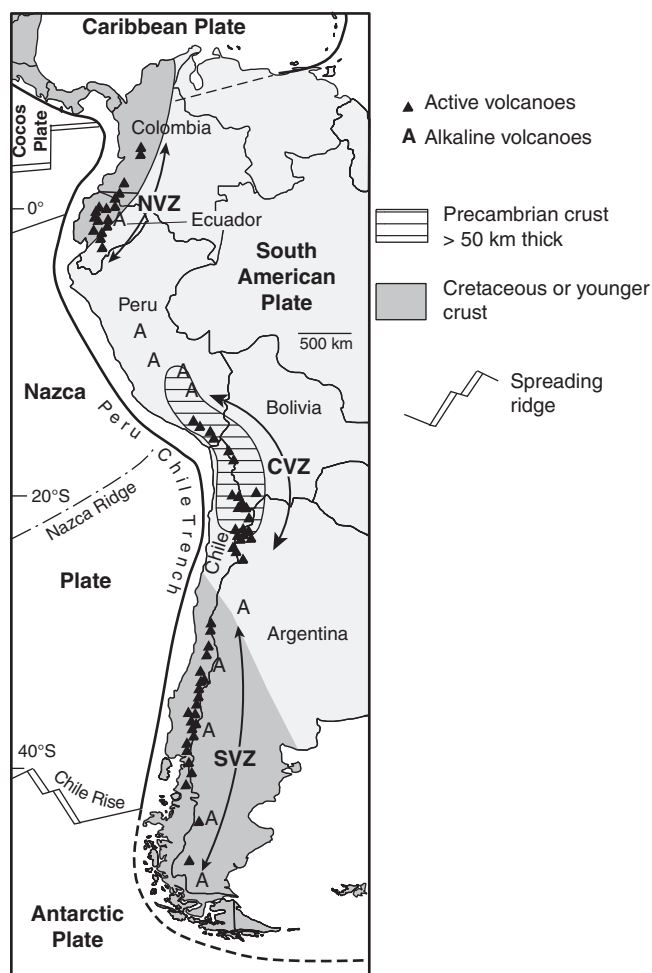 Caribbean Plate
Cocos
Plate
Colombia
0°
NVZ
A
Ecuador
South
American
Plate
500 km
Peru
A
A
A
A
Nazca
Peru Chile Trench
Bolivia
CVZ
20°S
Nazca Ridge
Chile
Plate
A
Argentina
A
A
40°S
SVZ
Chile Rise
A
A
Antarctic
Plate
Active volcanoes
A Alkaline volcanoes
Precambrian crust
> 50 km thick
Cretaceous or younger
crust
Spreading
ridge